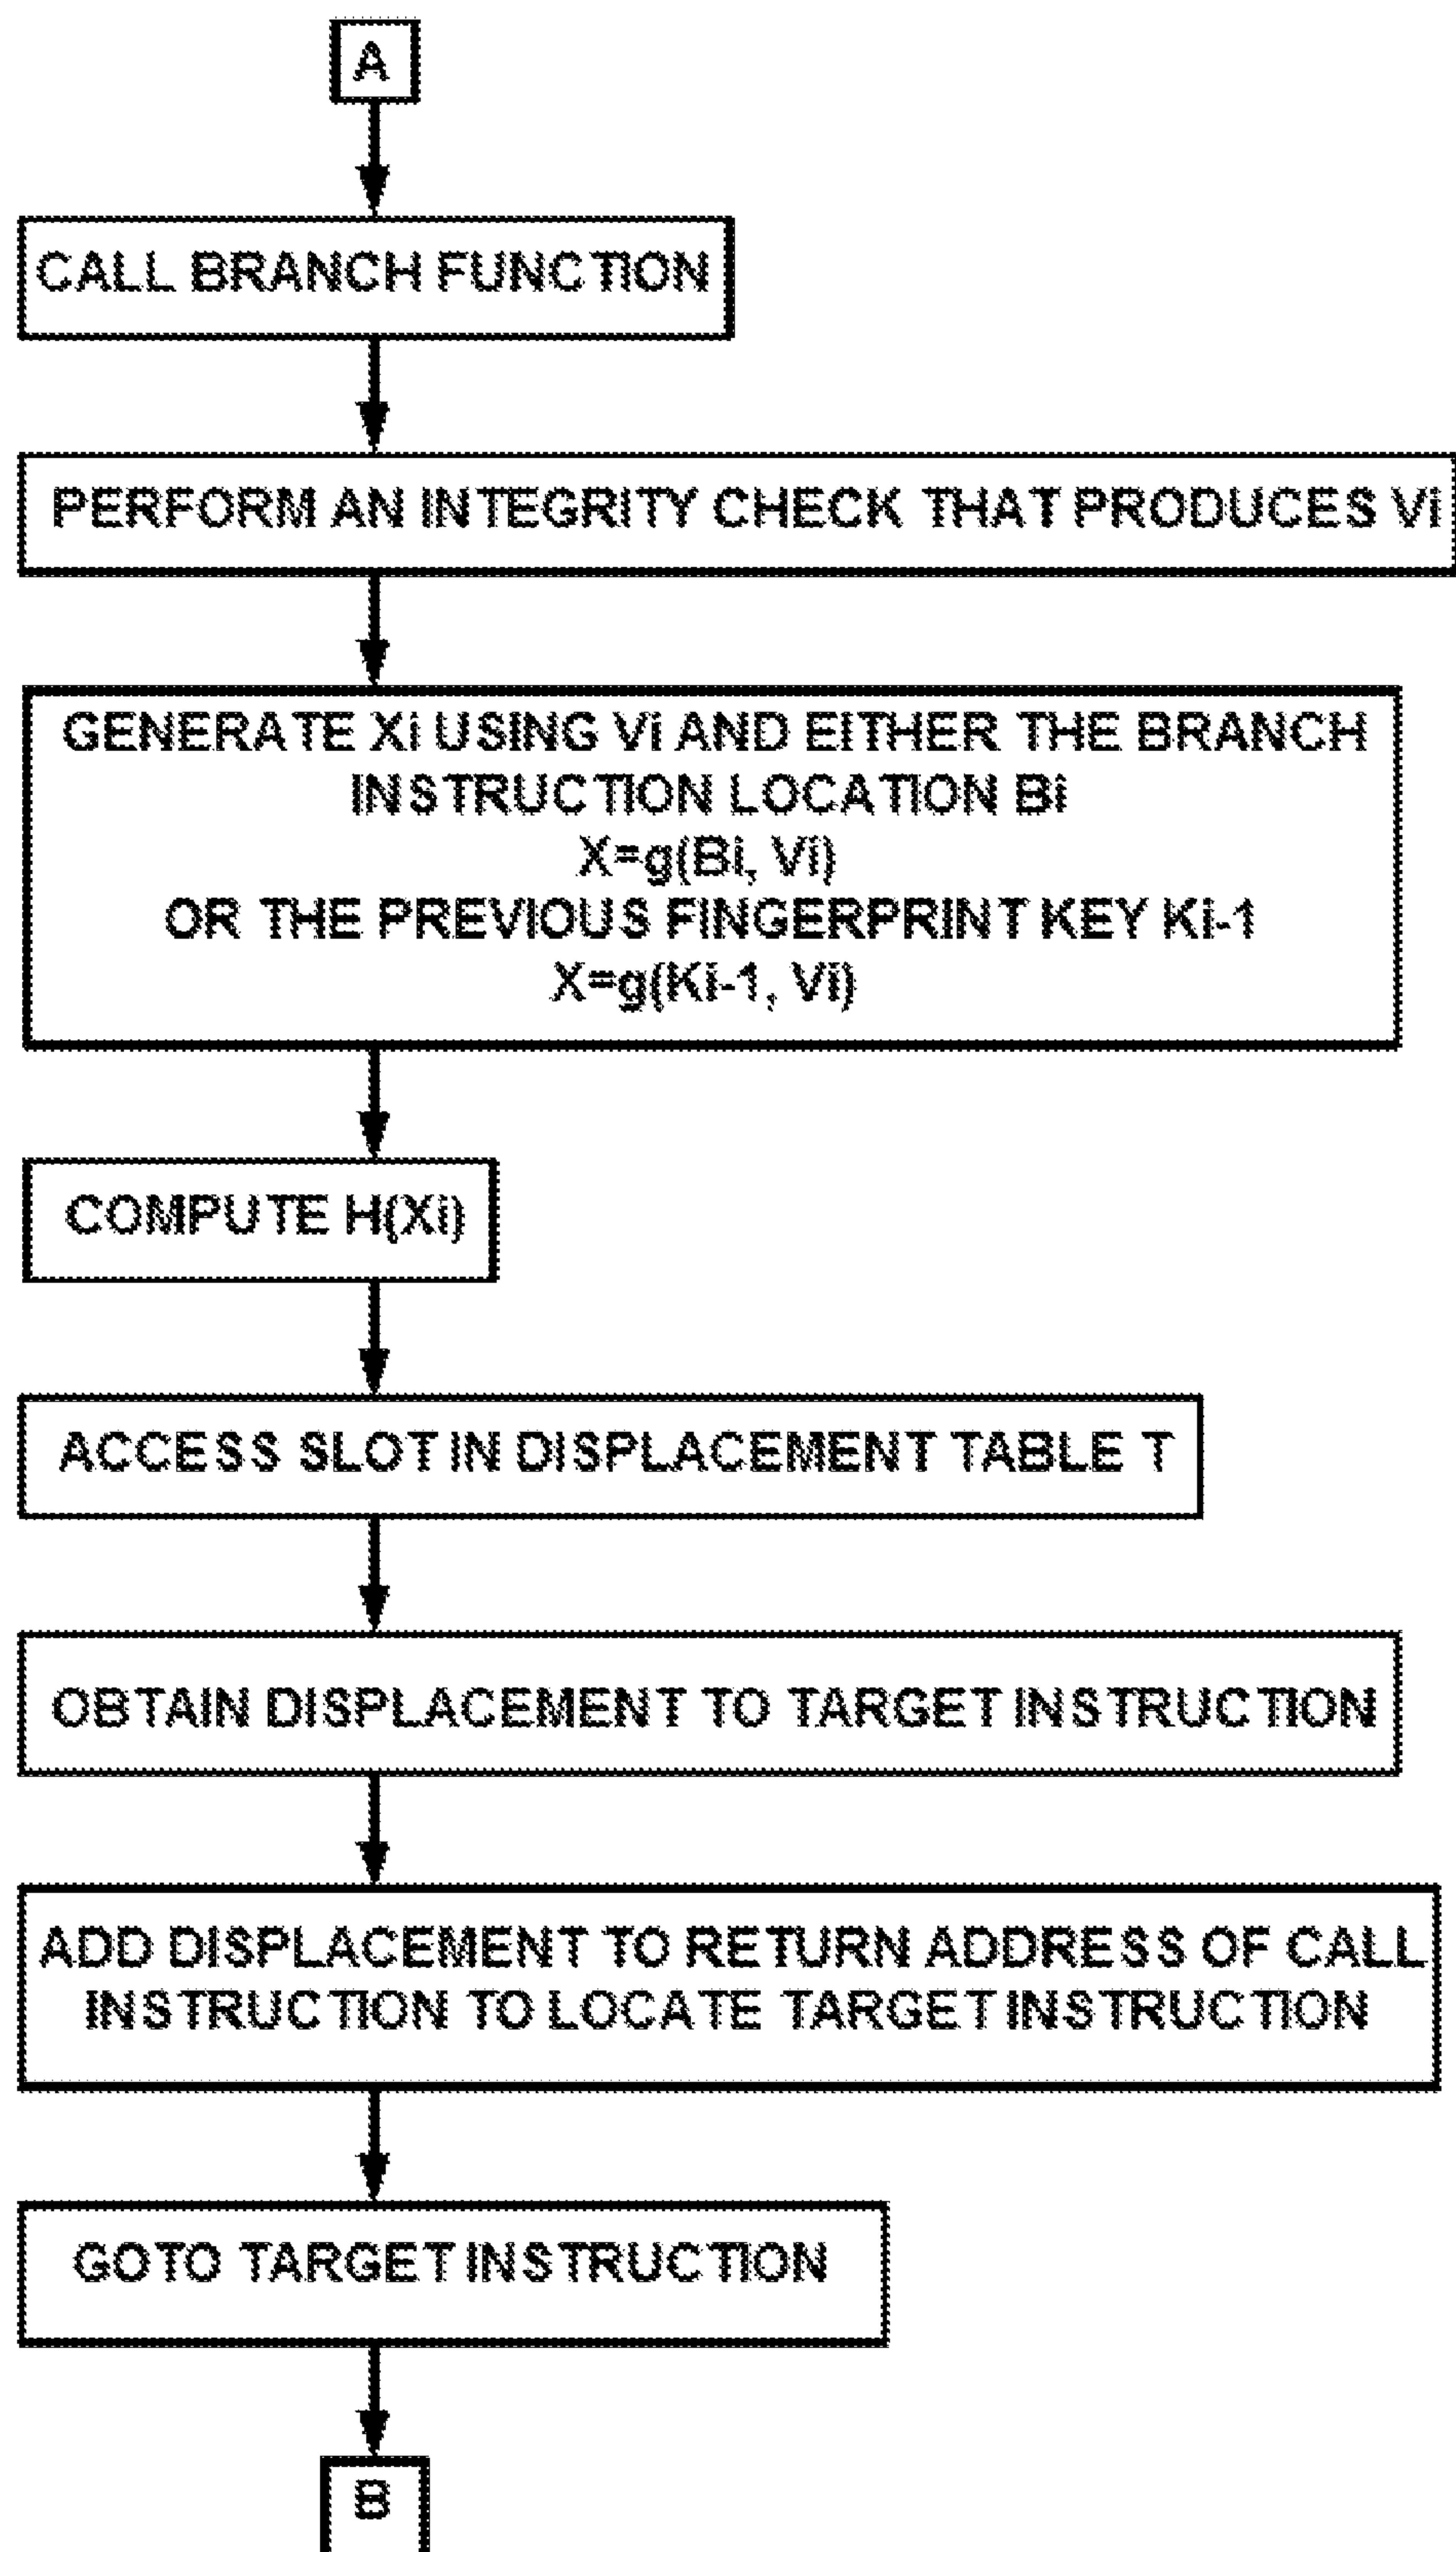 A
CALL BRANCH FUNCTION
PERFORM AN INTEGRITY CHECK THAT PRODUCES Vi
GENERATE Xi USING Vi AND EITHER THE BRANCH
INSTRUCTION LOCATION Bi
X=g(Bi, Vi)
OR THE PREVIOUS FINGERPRINT KEY Ki-1
X=g(Ki-1, Vi)
COMPUTE H(Xi)
ACCESS SLOT IN DISPLACEMENT TABLE T
OBTAIN DISPLACEMENT TO TARGET INSTRUCTION
ADD DISPLACEMENT TO RETURN ADDRESS OF CALL
INSTRUCTION TO LOCATE TARGET INSTRUCTION
GOTO TARGET INSTRUCTION
B